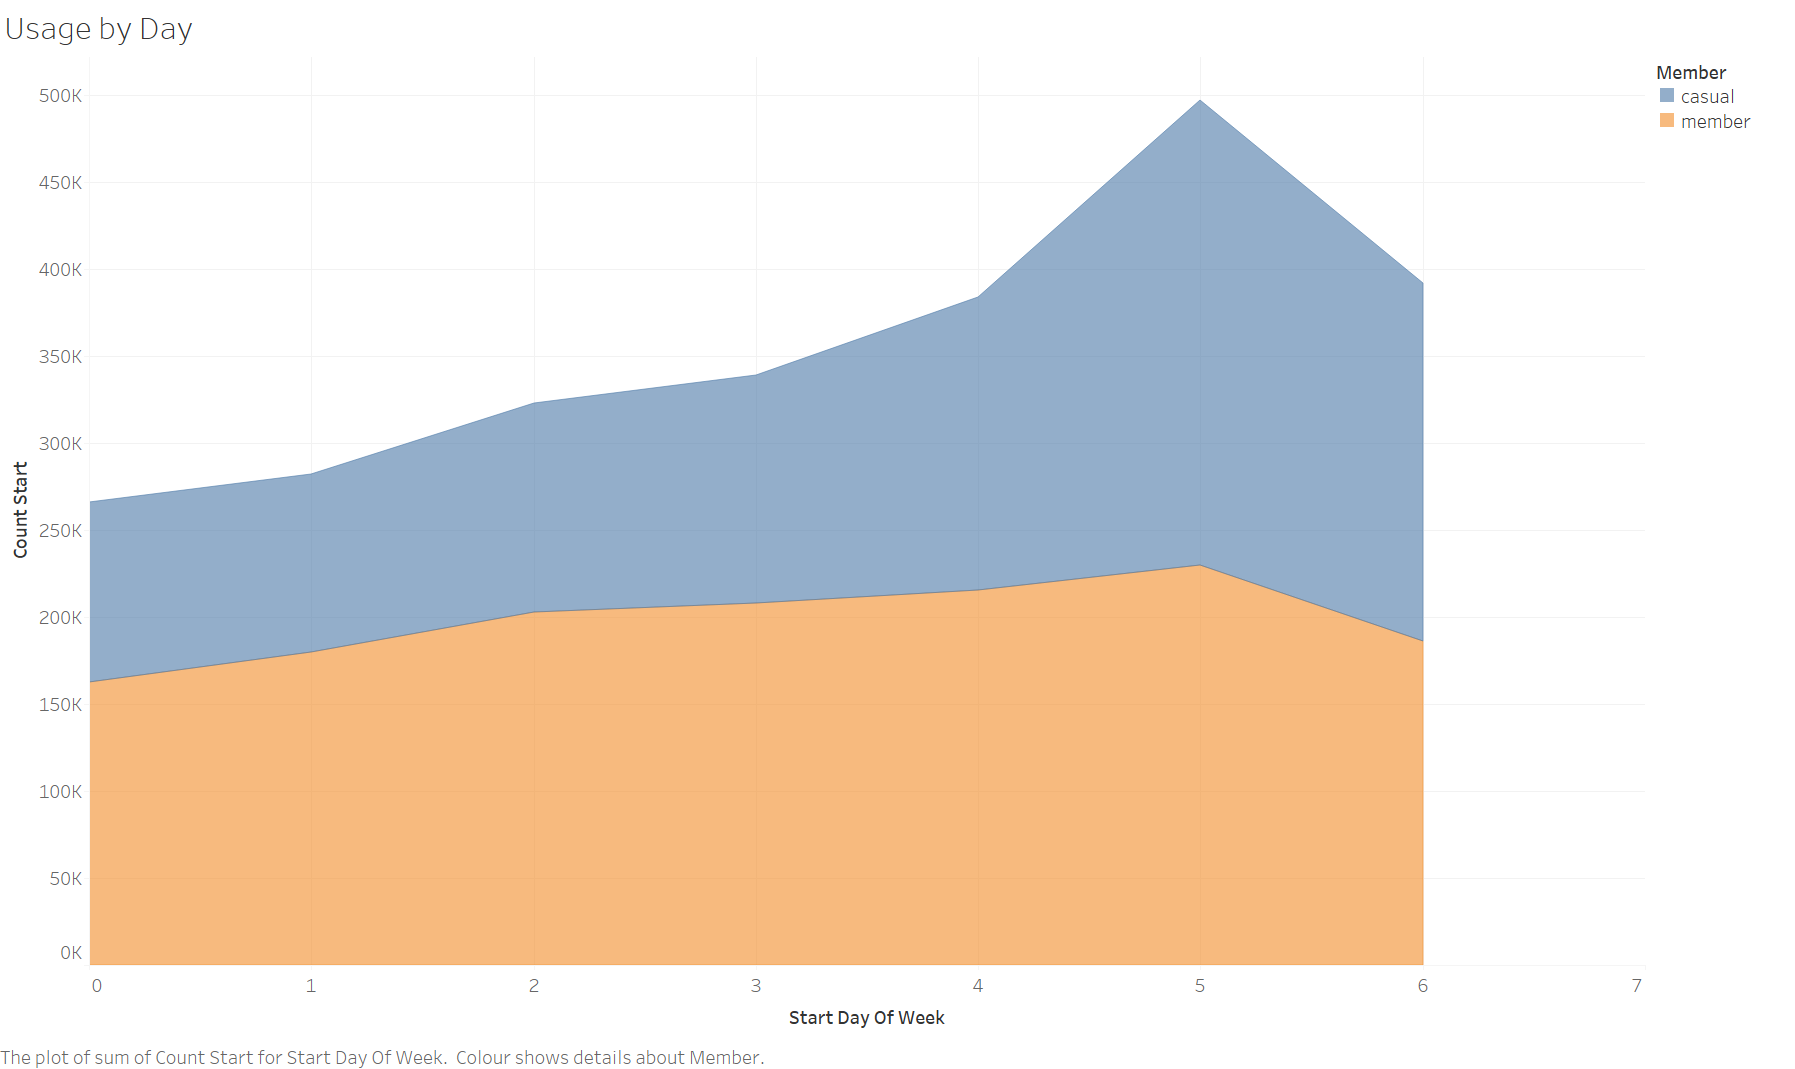 Usage by Day
Member
casual
member
500K
450K
400K
350K
300K
250K
200K
150K
100K
50K
0K
Count Start
0 1 2 3 4 5 6 7
Start Day Of Week
The plot of sum of Count Start for Start Day Of Week.  Colour shows details about Member.